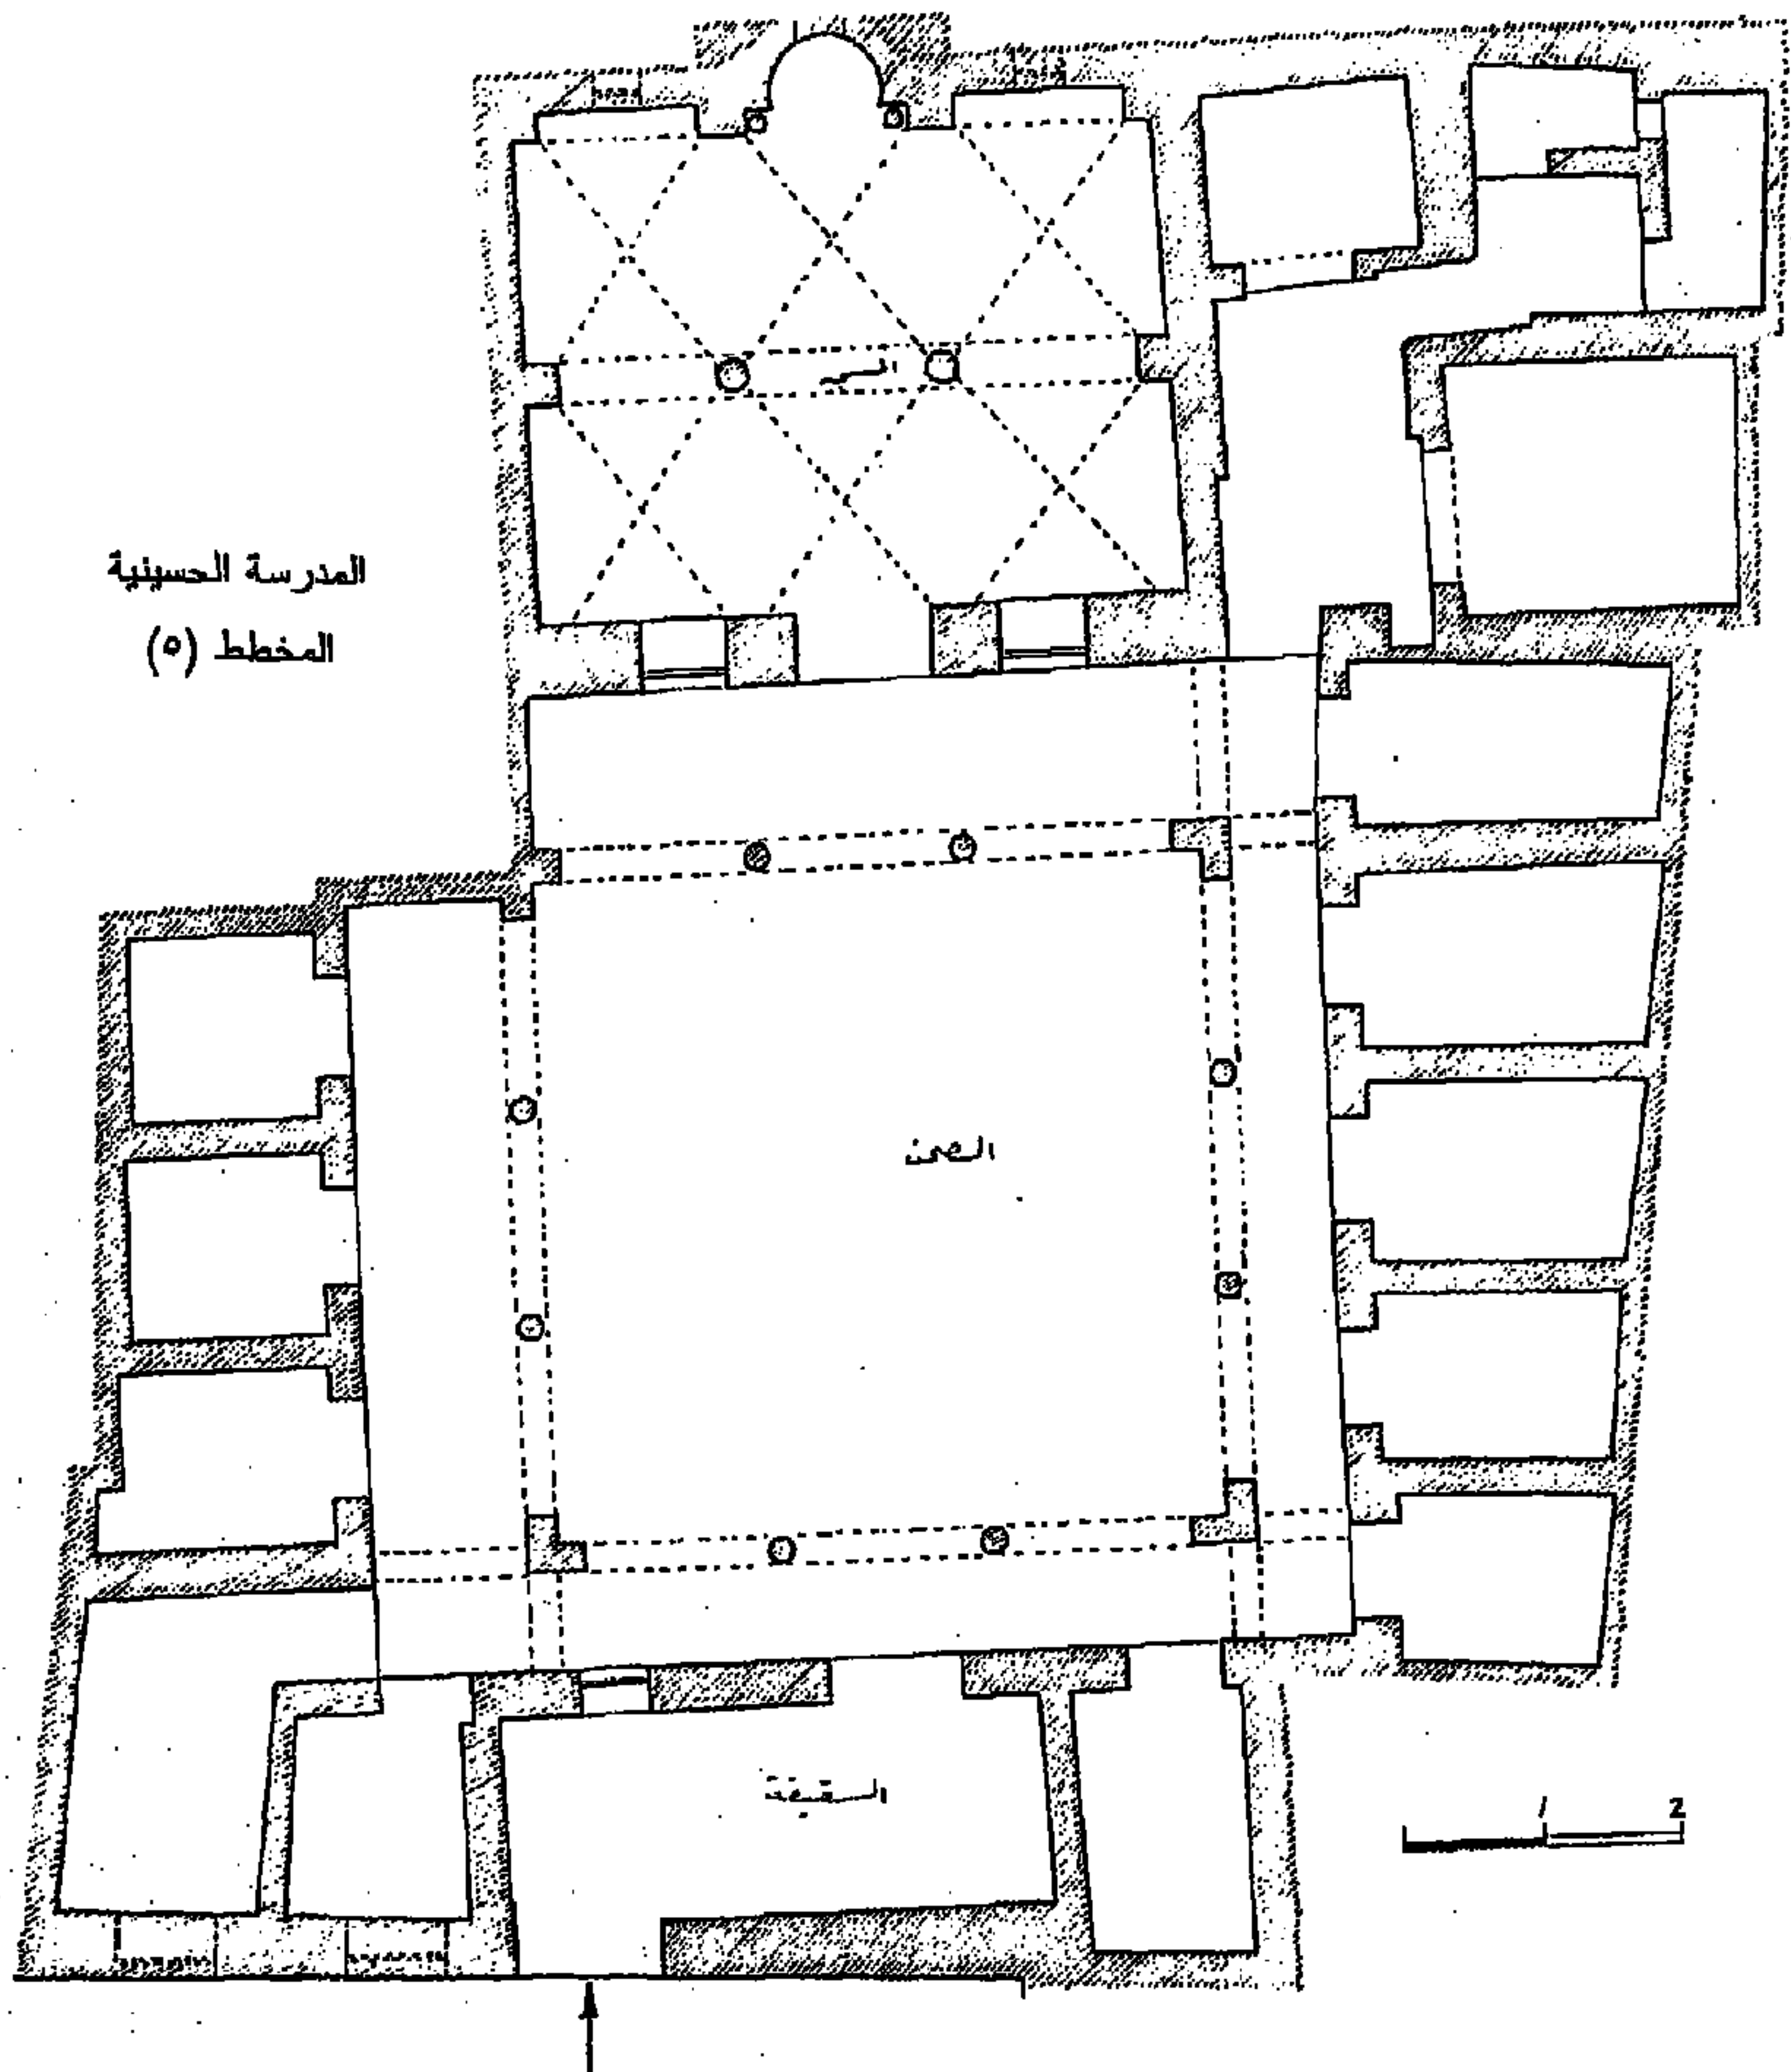 المدرسة الحسينية
المخطط (٥)
الصحن
السقيفة
1 2